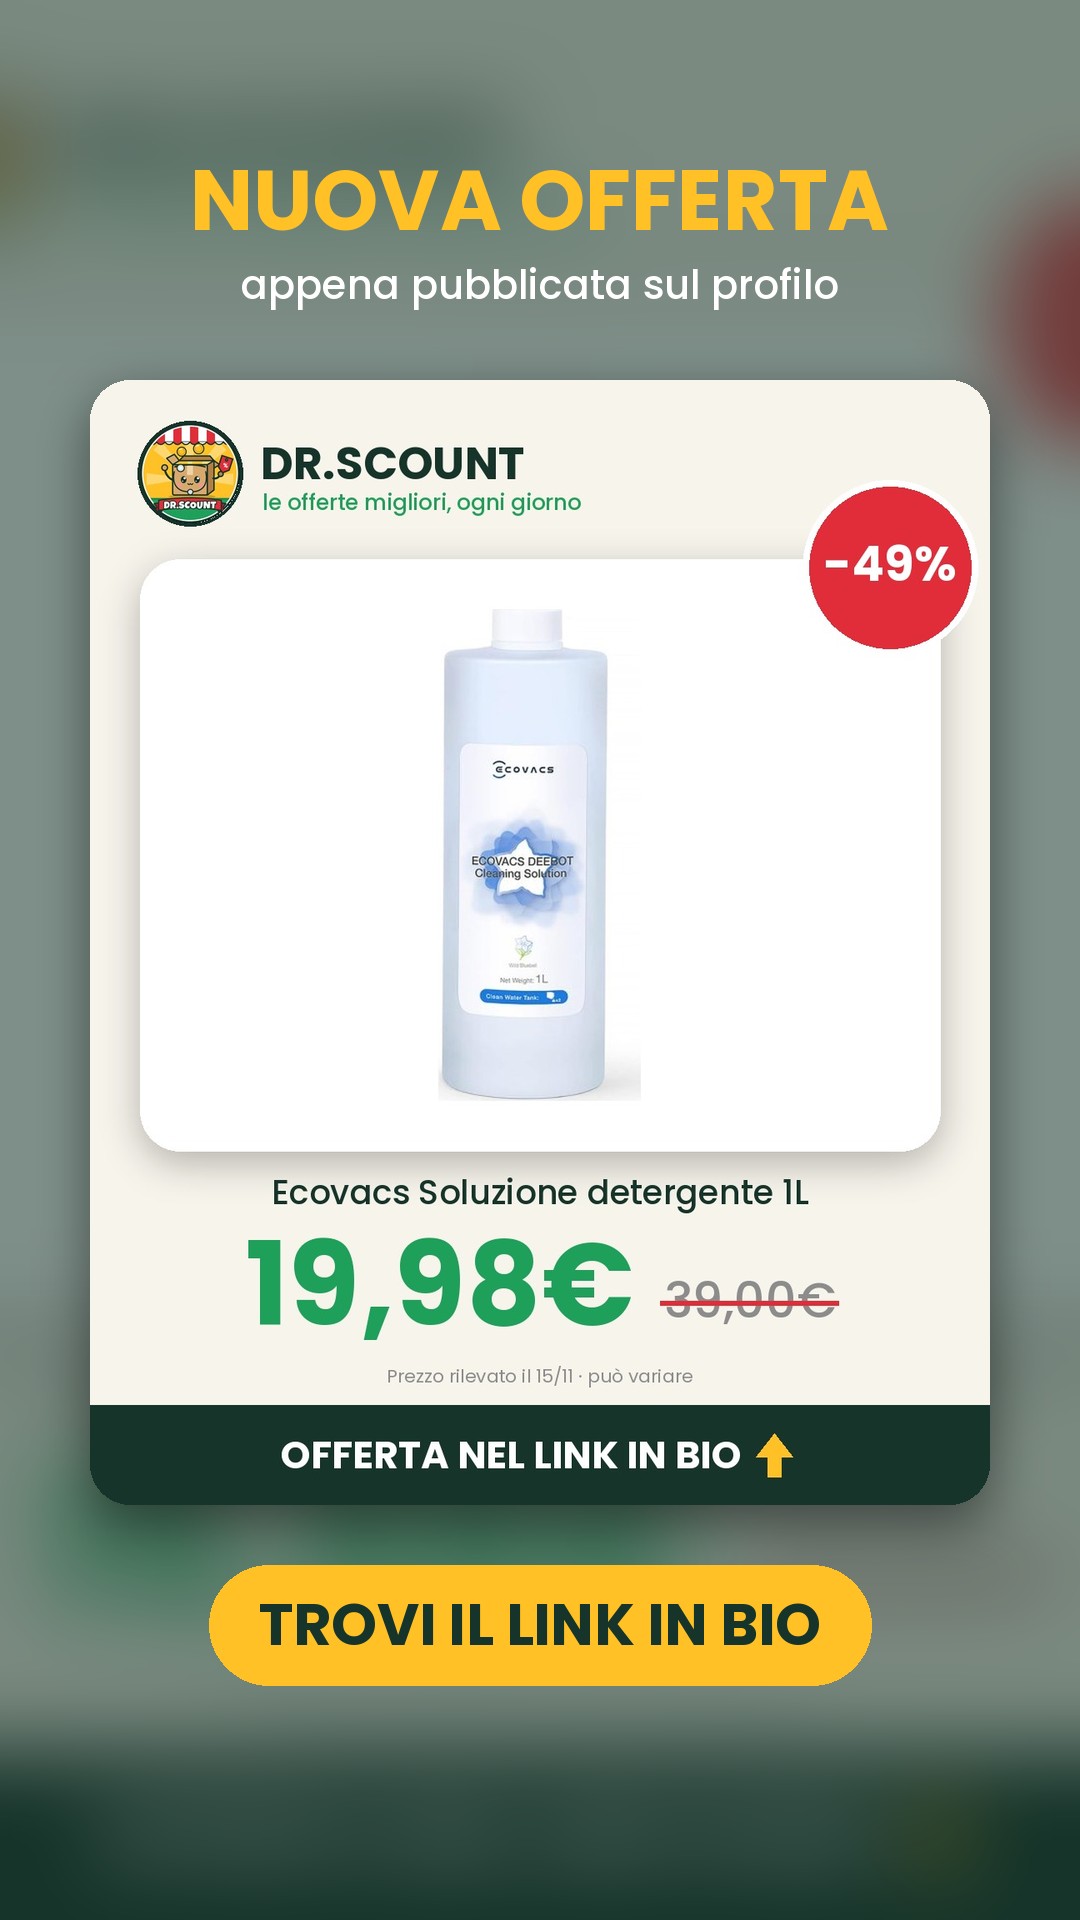 NUOVA OFFERTA
appena pubblicata sul profilo
DR.SCOUNT
DR.SCOUNT
le offerte migliori, ogni giorno
-49%
ECOVACS
ECOVACS DEEBOT
Cleaning Solution
Wild Bluebell
Net Weight: 1L
Clean Water Tank:
Ecovacs Soluzione detergente 1L
19,98€ 39,00€
Prezzo rilevato il 15/11 · può variare
OFFERTA NEL LINK IN BIO
TROVI IL LINK IN BIO